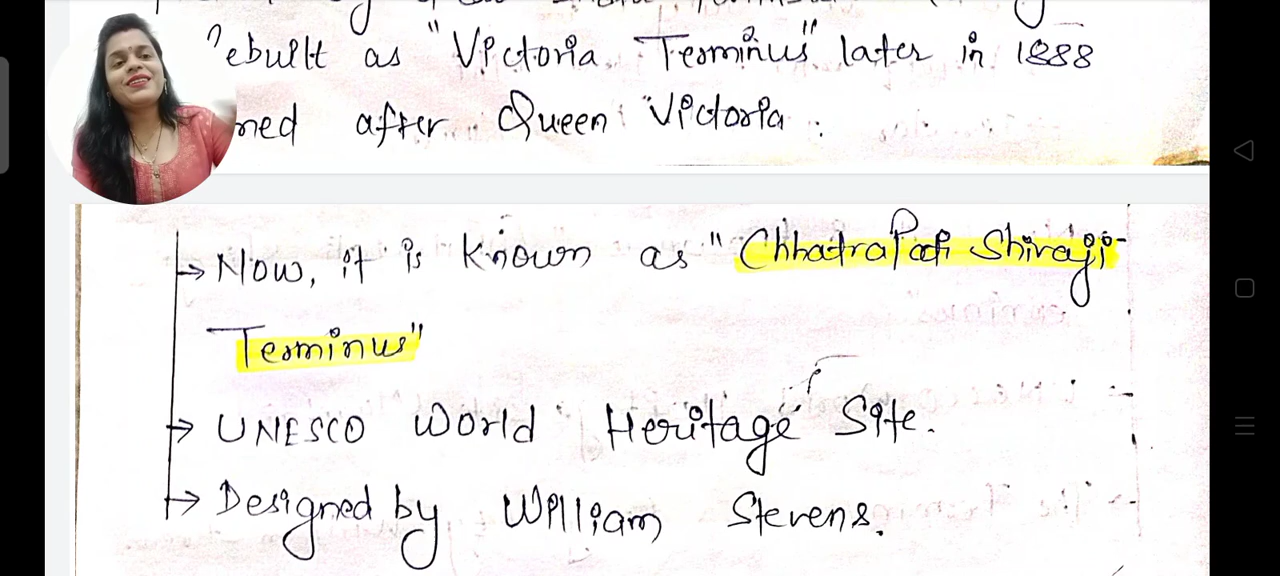 ebuilt as "Victoria Terminus" later in 1888
ned after Queen Victoria.
→ Now, it is known as "Chhatrapati Shivaji
Terminus"
→ UNESCO World Heritage Site.
→ Designed by William Stevens.